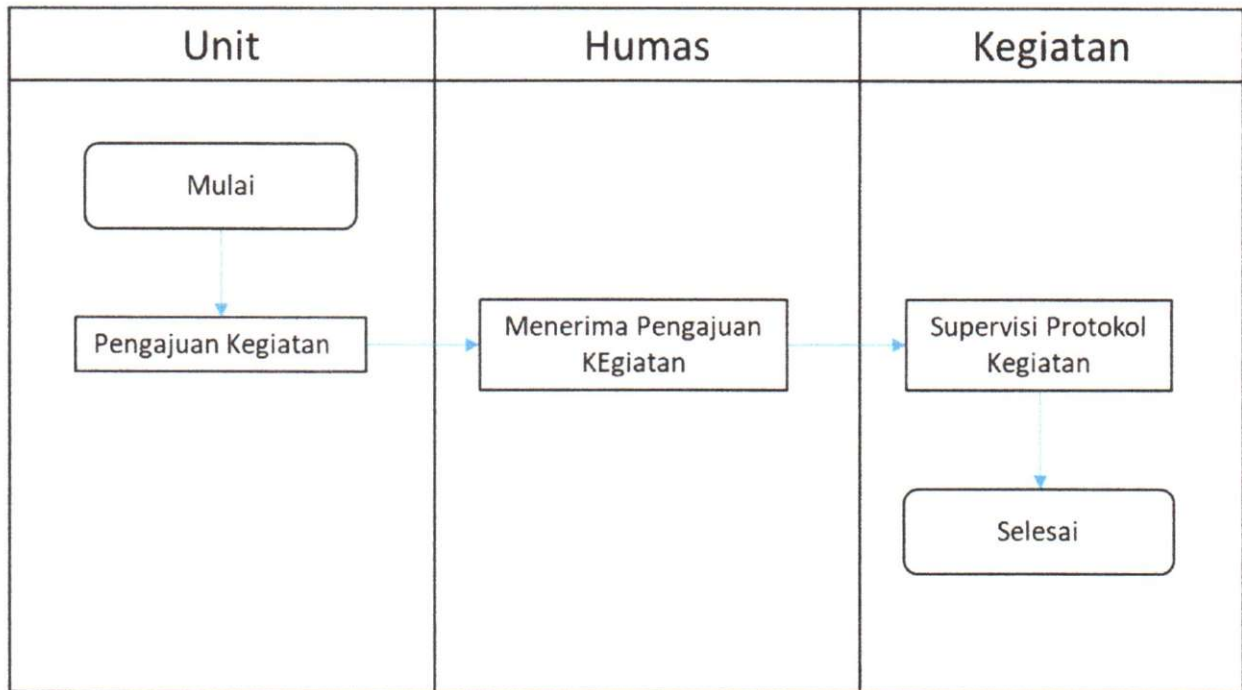 Unit
Humas
Kegiatan
Mulai
Pengajuan Kegiatan
Menerima Pengajuan
KEgiatan
Supervisi Protokol
Kegiatan
Selesai